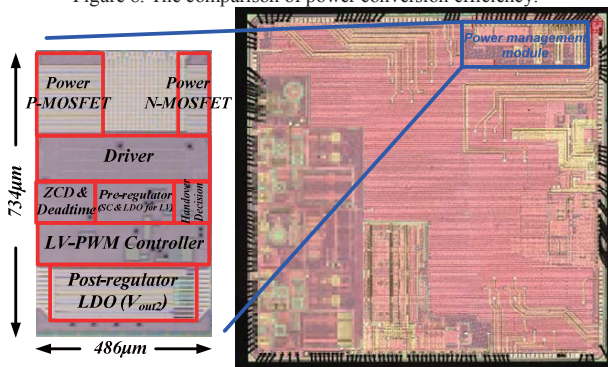 Figure 6. The comparison of power conversion efficiency.
Power management
module
Power
P-MOSFET
Power
N-MOSFET
Driver
ZCD &
Deadtime
Pre-regulator
(SC & LDO for LV)
Handover
Decision
LV-PWM Controller
Post-regulator
LDO (Vout2)
734μm
486μm